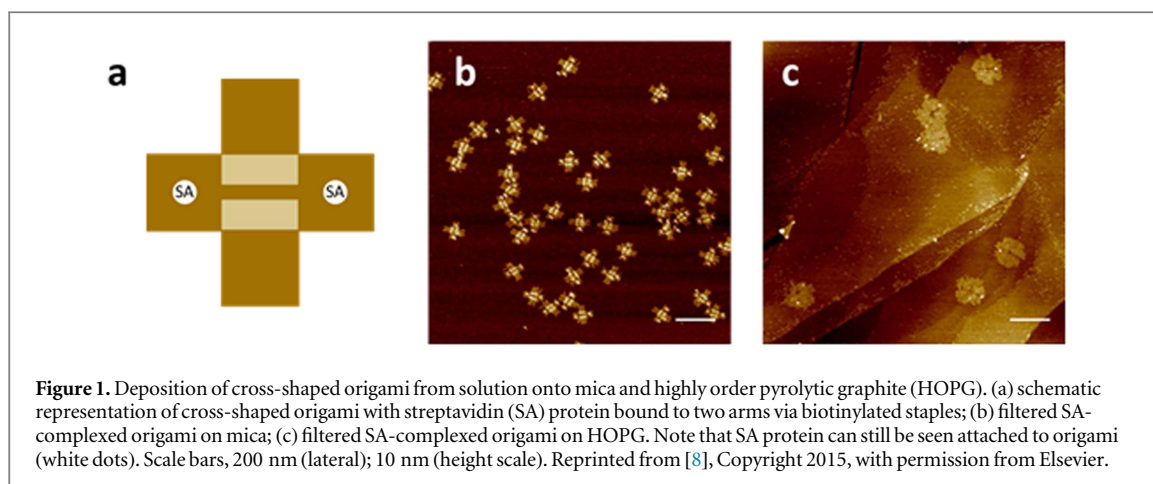 a
b
c
SA
SA
Figure 1. Deposition of cross-shaped origami from solution onto mica and highly order pyrolytic graphite (HOPG). (a) schematic
representation of cross-shaped origami with streptavidin (SA) protein bound to two arms via biotinylated staples; (b) filtered SA-
complexed origami on mica; (c) filtered SA-complexed origami on HOPG. Note that SA protein can still be seen attached to origami
(white dots). Scale bars, 200 nm (lateral); 10 nm (height scale). Reprinted from [8], Copyright 2015, with permission from Elsevier.